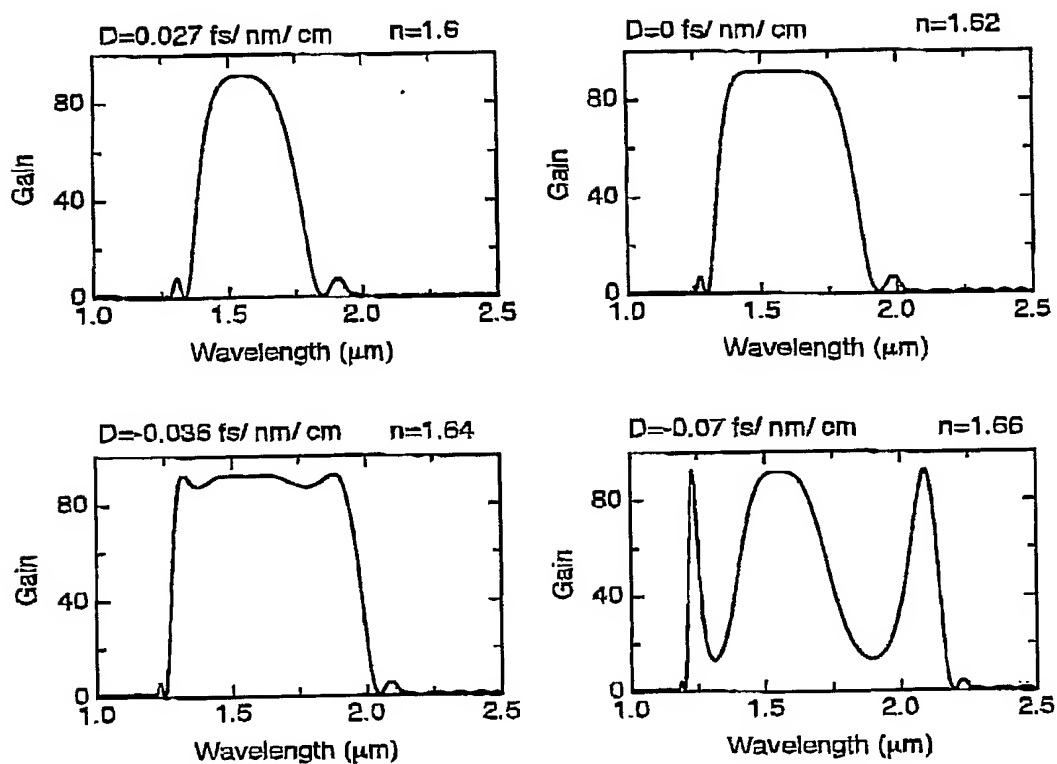 D=0.027 fs/ nm/ cm n=1.6
80
40
0
Gain
1.0 1.5 2.0 2.5
Wavelength (μm)
D=0 fs/ nm/ cm n=1.62
80
40
0
Gain
1.0 1.5 2.0 2.5
Wavelength (μm)
D=-0.036 fs/ nm/ cm n=1.64
80
40
0
Gain
1.0 1.5 2.0 2.5
Wavelength (μm)
D=-0.07 fs/ nm/ cm n=1.66
80
40
0
Gain
1.0 1.5 2.0 2.5
Wavelength (μm)